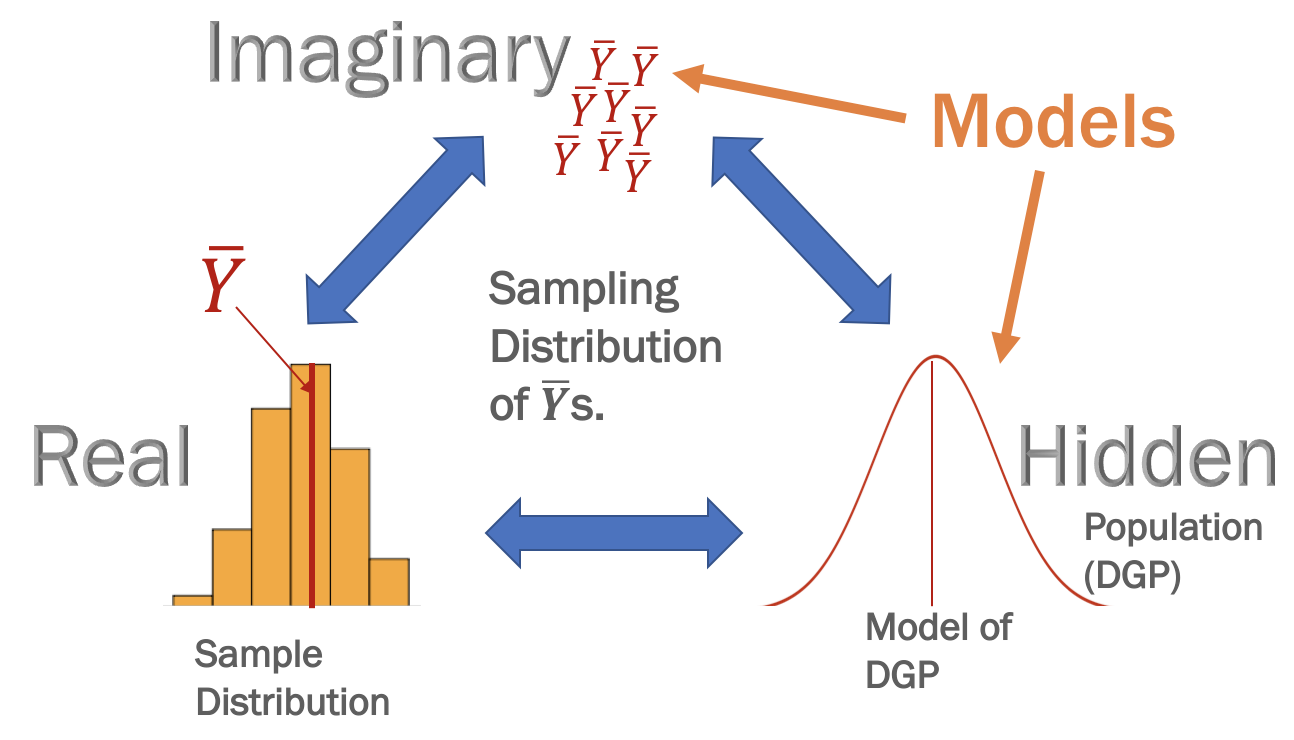 Imaginary
Ȳ Ȳ
Ȳ Ȳ
Ȳ
Ȳ Ȳ
Ȳ
Models
Ȳ
Sampling
Distribution
of Ȳs.
Real
Hidden
Population
(DGP)
Model of
DGP
Sample
Distribution